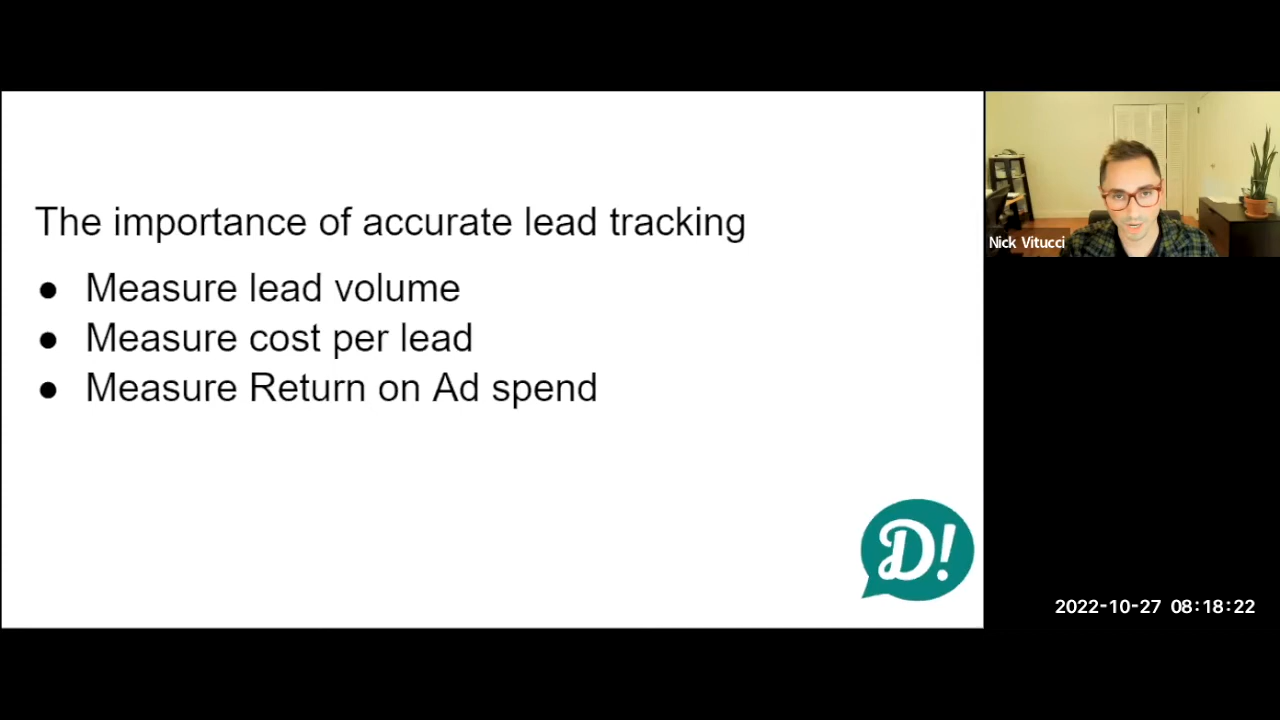 The importance of accurate lead tracking
● Measure lead volume
● Measure cost per lead
● Measure Return on Ad spend
D!
Nick Vitucci
2022-10-27 08:18:22